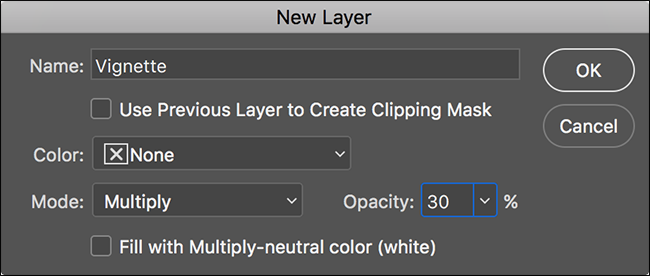 New Layer
Name: Vignette OK
Use Previous Layer to Create Clipping Mask
Cancel
Color: None
Mode: Multiply Opacity: 30 %
Fill with Multiply-neutral color (white)